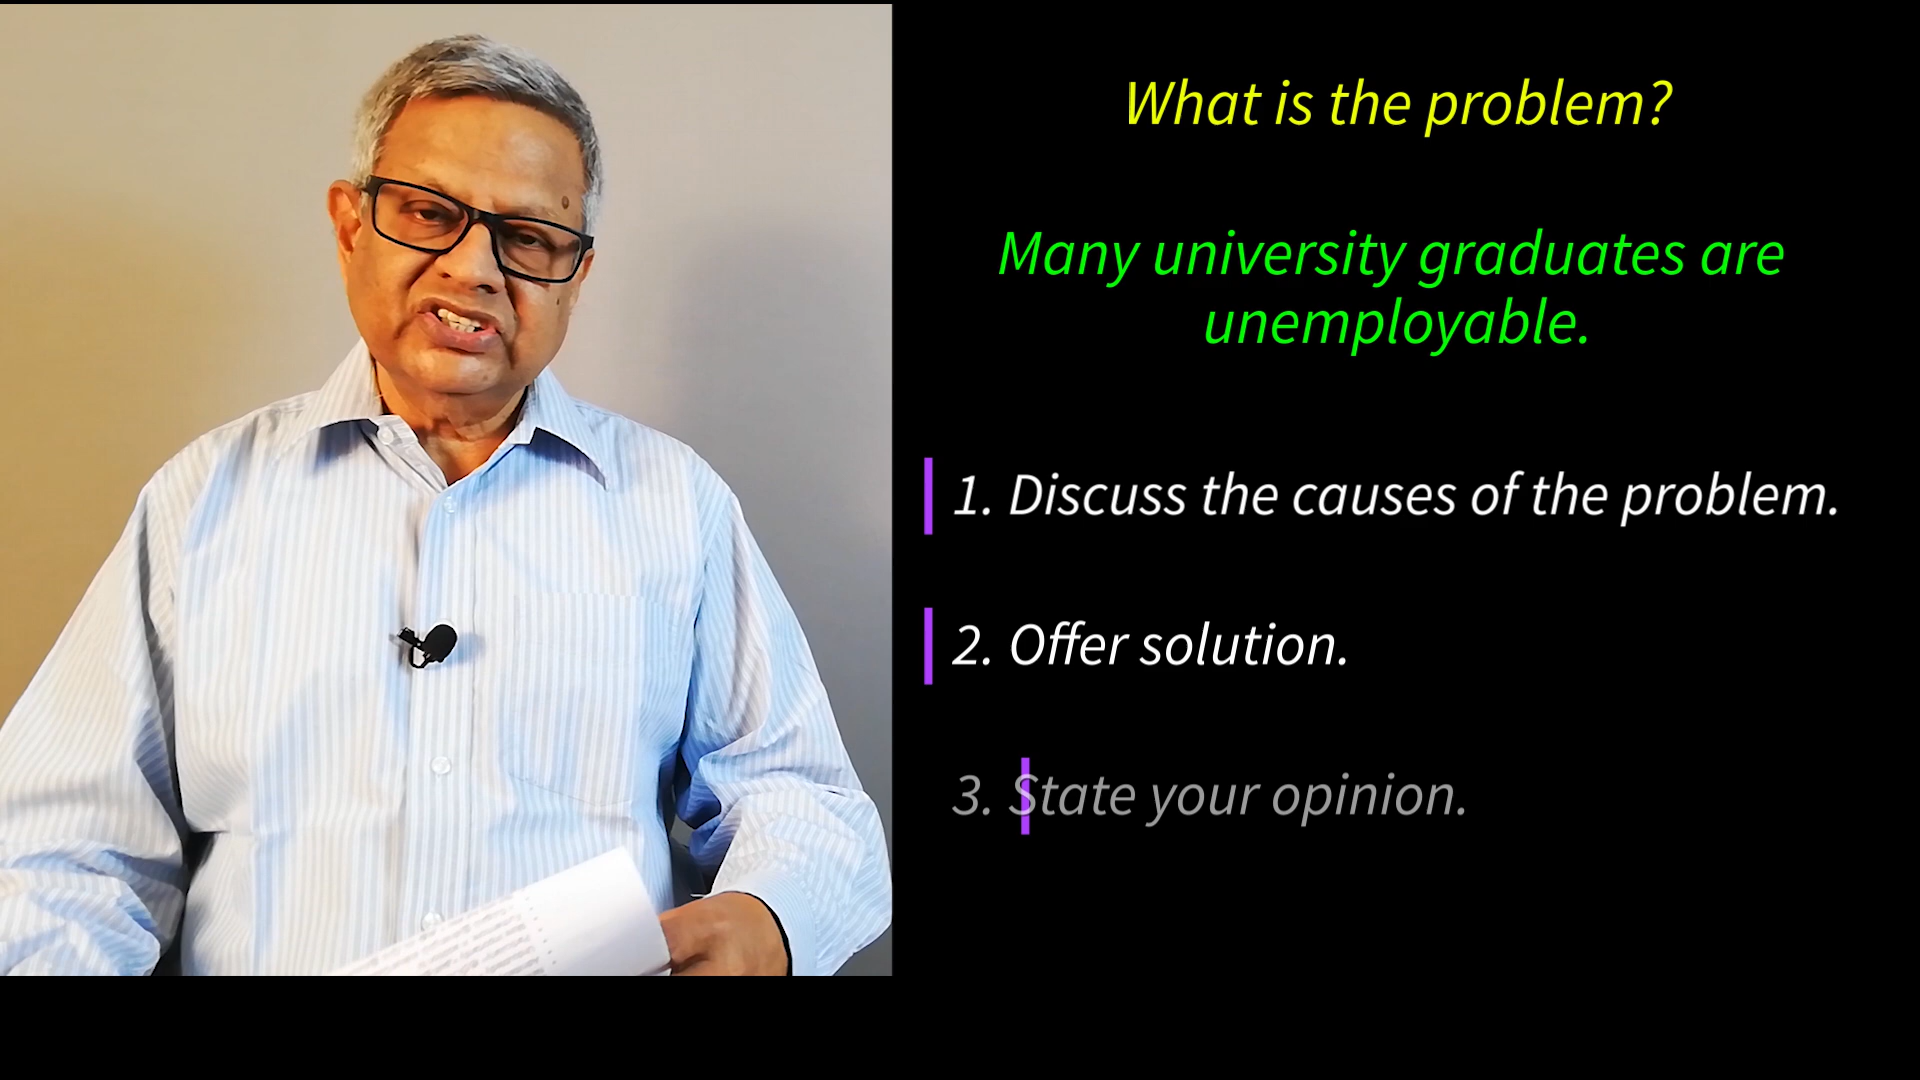 What is the problem?
Many university graduates are
unemployable.
1. Discuss the causes of the problem.
2. Offer solution.
3. State your opinion.